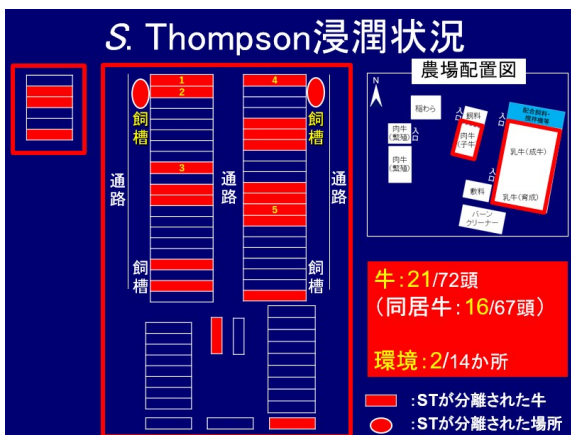 S. Thompson浸潤状況
農場配置図
N
稲わら
入口
飼料
配合飼料・
攪拌機等
肉牛
(繁殖)
入口
肉牛
(子牛)
入口
乳牛(成牛)
肉牛
(繁殖)
敷料
入口
乳牛(育成)
バーン
クリーナー
1
2
3
4
5
飼槽
飼槽
通路
通路
通路
飼槽
飼槽
牛:21/72頭
(同居牛:16/67頭)
環境:2/14か所
:STが分離された牛
:STが分離された場所